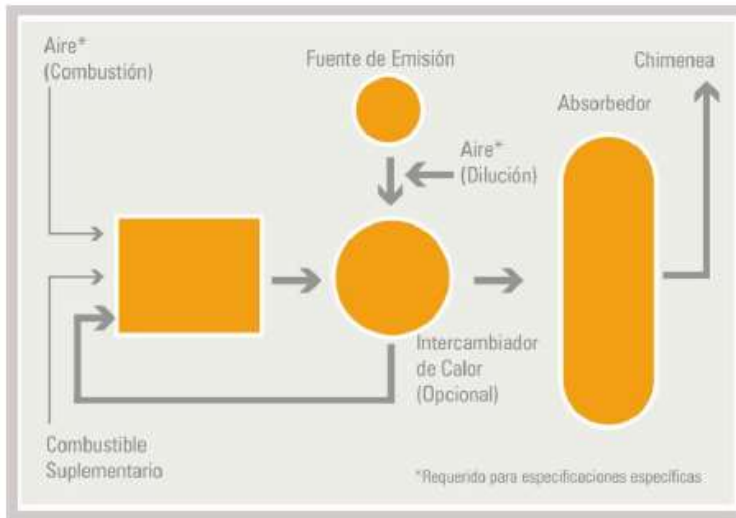 Aire*
(Combustión)
Fuente de Emisión
Chimenea
Absorbedor
Aire*
(Dilución)
Intercambiador
de Calor
(Opcional)
Combustible
Suplementario
*Requerido para especificaciones específicas